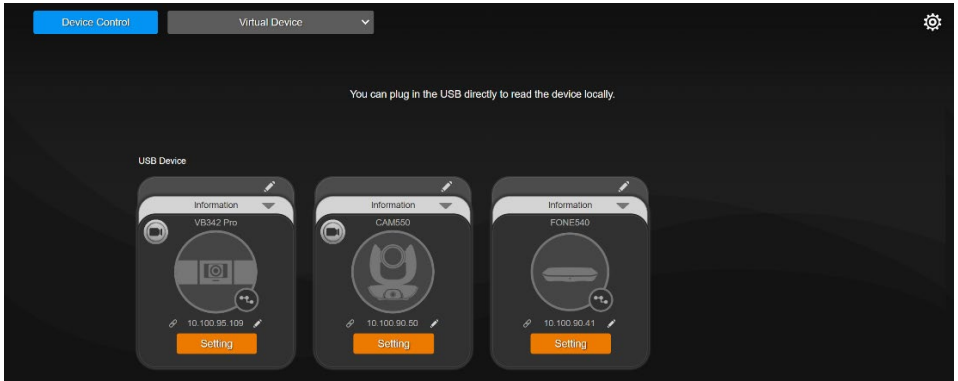 Device Control
Virtual Device
You can plug in the USB directly to read the device locally.
USB Device
Information
VB342 Pro
10.100.95.109
Setting
Information
CAM550
10.100.90.50
Setting
Information
FONE540
10.100.90.41
Setting